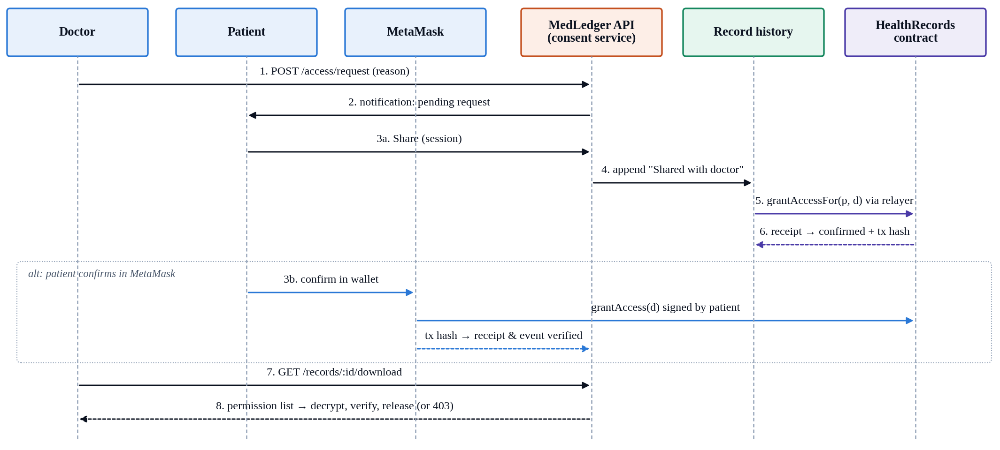 Doctor
Patient
MetaMask
MedLedger API
(consent service)
Record history
HealthRecords
contract
1. POST /access/request (reason)
2. notification: pending request
3a. Share (session)
4. append "Shared with doctor"
5. grantAccessFor(p, d) via relayer
6. receipt → confirmed + tx hash
alt: patient confirms in MetaMask
3b. confirm in wallet
grantAccess(d) signed by patient
tx hash → receipt & event verified
7. GET /records/:id/download
8. permission list → decrypt, verify, release (or 403)